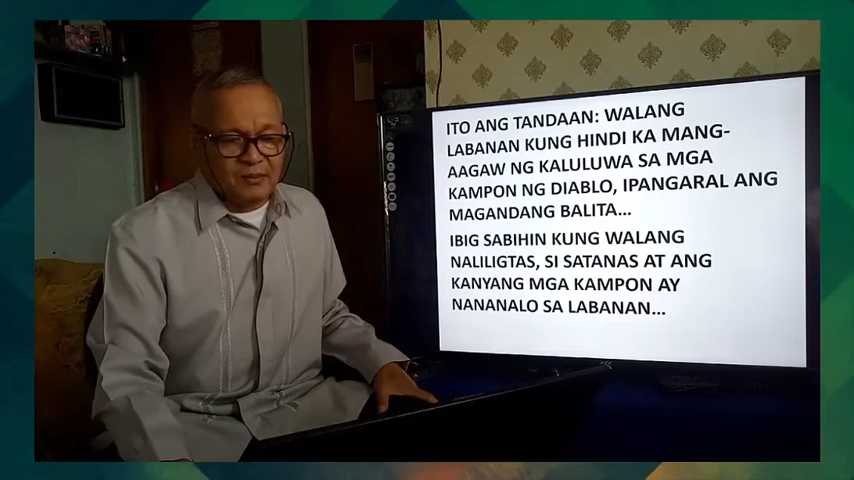 ITO ANG TANDAAN: WALANG
LABANAN KUNG HINDI KA MANG-
AAGAW NG KALULUWA SA MGA
KAMPON NG DIABLO, IPANGARAL ANG
MAGANDANG BALITA...
IBIG SABIHIN KUNG WALANG
NALILIGTAS, SI SATANAS AT ANG
KANYANG MGA KAMPON AY
NANANALO SA LABANAN...